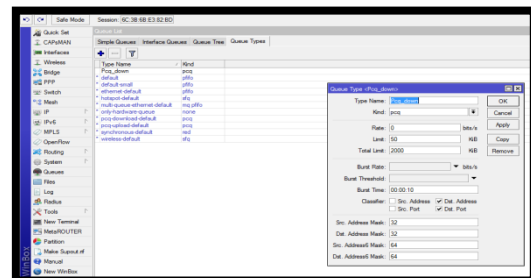 Safe Mode Session: 6C:3B:6B:E3:82:BD
Quick Set
CAPsMAN
Interfaces
Wireless
Bridge
PPP
Switch
Mesh
IP
IPv6
MPLS
OpenFlow
Routing
System
Queues
Files
Log
Radius
Tools
New Terminal
MetaROUTER
Partition
Make Supout.rif
Manual
New WinBox
WinBox
Queue List
Simple Queues Interface Queues Queue Tree Queue Types
Type Name Kind
Pcq_down pcq
* default pfifo
* default-small pfifo
* ethernet-default pfifo
* hotspot-default sfq
* multi-queue-ethernet-default mq pfifo
* only-hardware-queue none
* pcq-download-default pcq
* pcq-upload-default pcq
* synchronous-default red
* wireless-default sfq
Queue Type <Pcq_down>
Type Name: Pcq_down
Kind: pcq
Rate: 0 bits/s
Limit: 50 KiB
Total Limit: 2000 KiB
Burst Rate: bits/s
Burst Threshold:
Burst Time: 00:00:10
Classifier: Src. Address Dst. Address
Src. Port Dst. Port
Src. Address Mask: 32
Dst. Address Mask: 32
Src. Address6 Mask: 64
Dst. Address6 Mask: 64
OK
Cancel
Apply
Copy
Remove